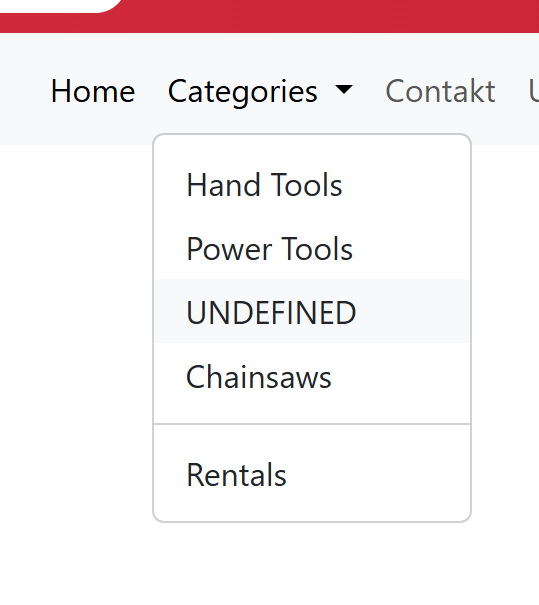 Home Categories Contakt
Hand Tools
Power Tools
UNDEFINED
Chainsaws
Rentals